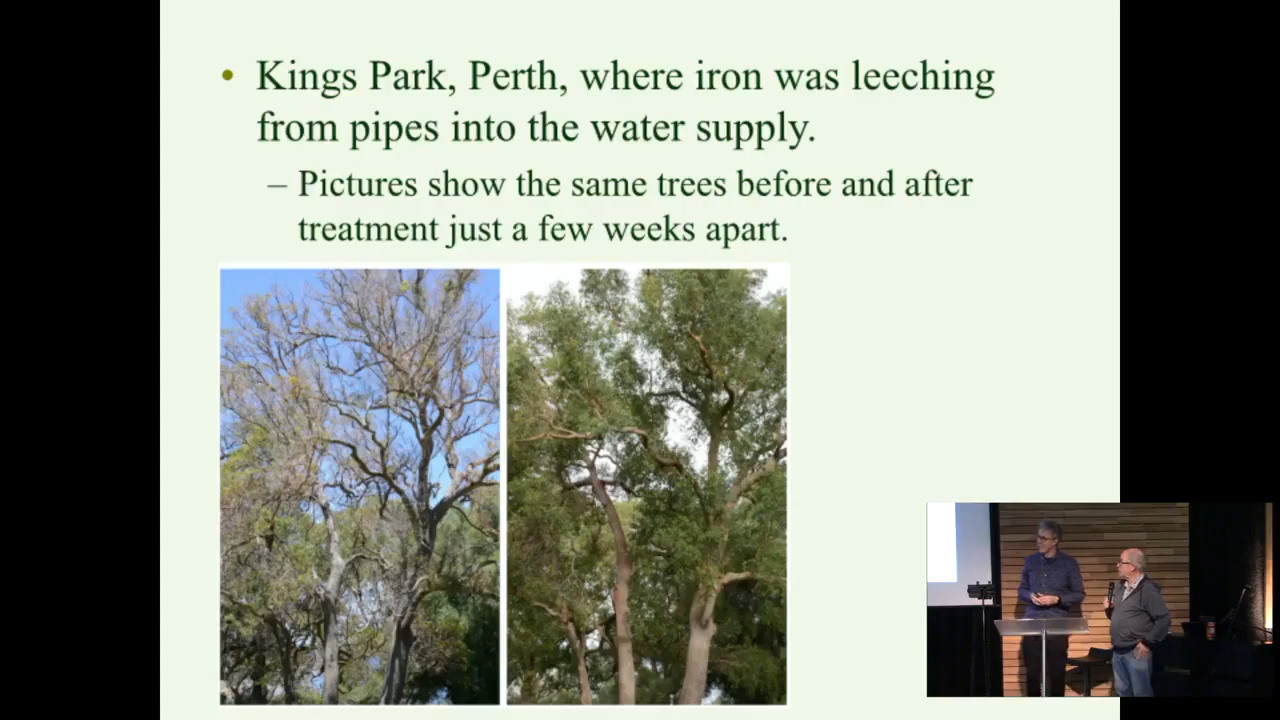 • Kings Park, Perth, where iron was leeching
from pipes into the water supply.
– Pictures show the same trees before and after
treatment just a few weeks apart.